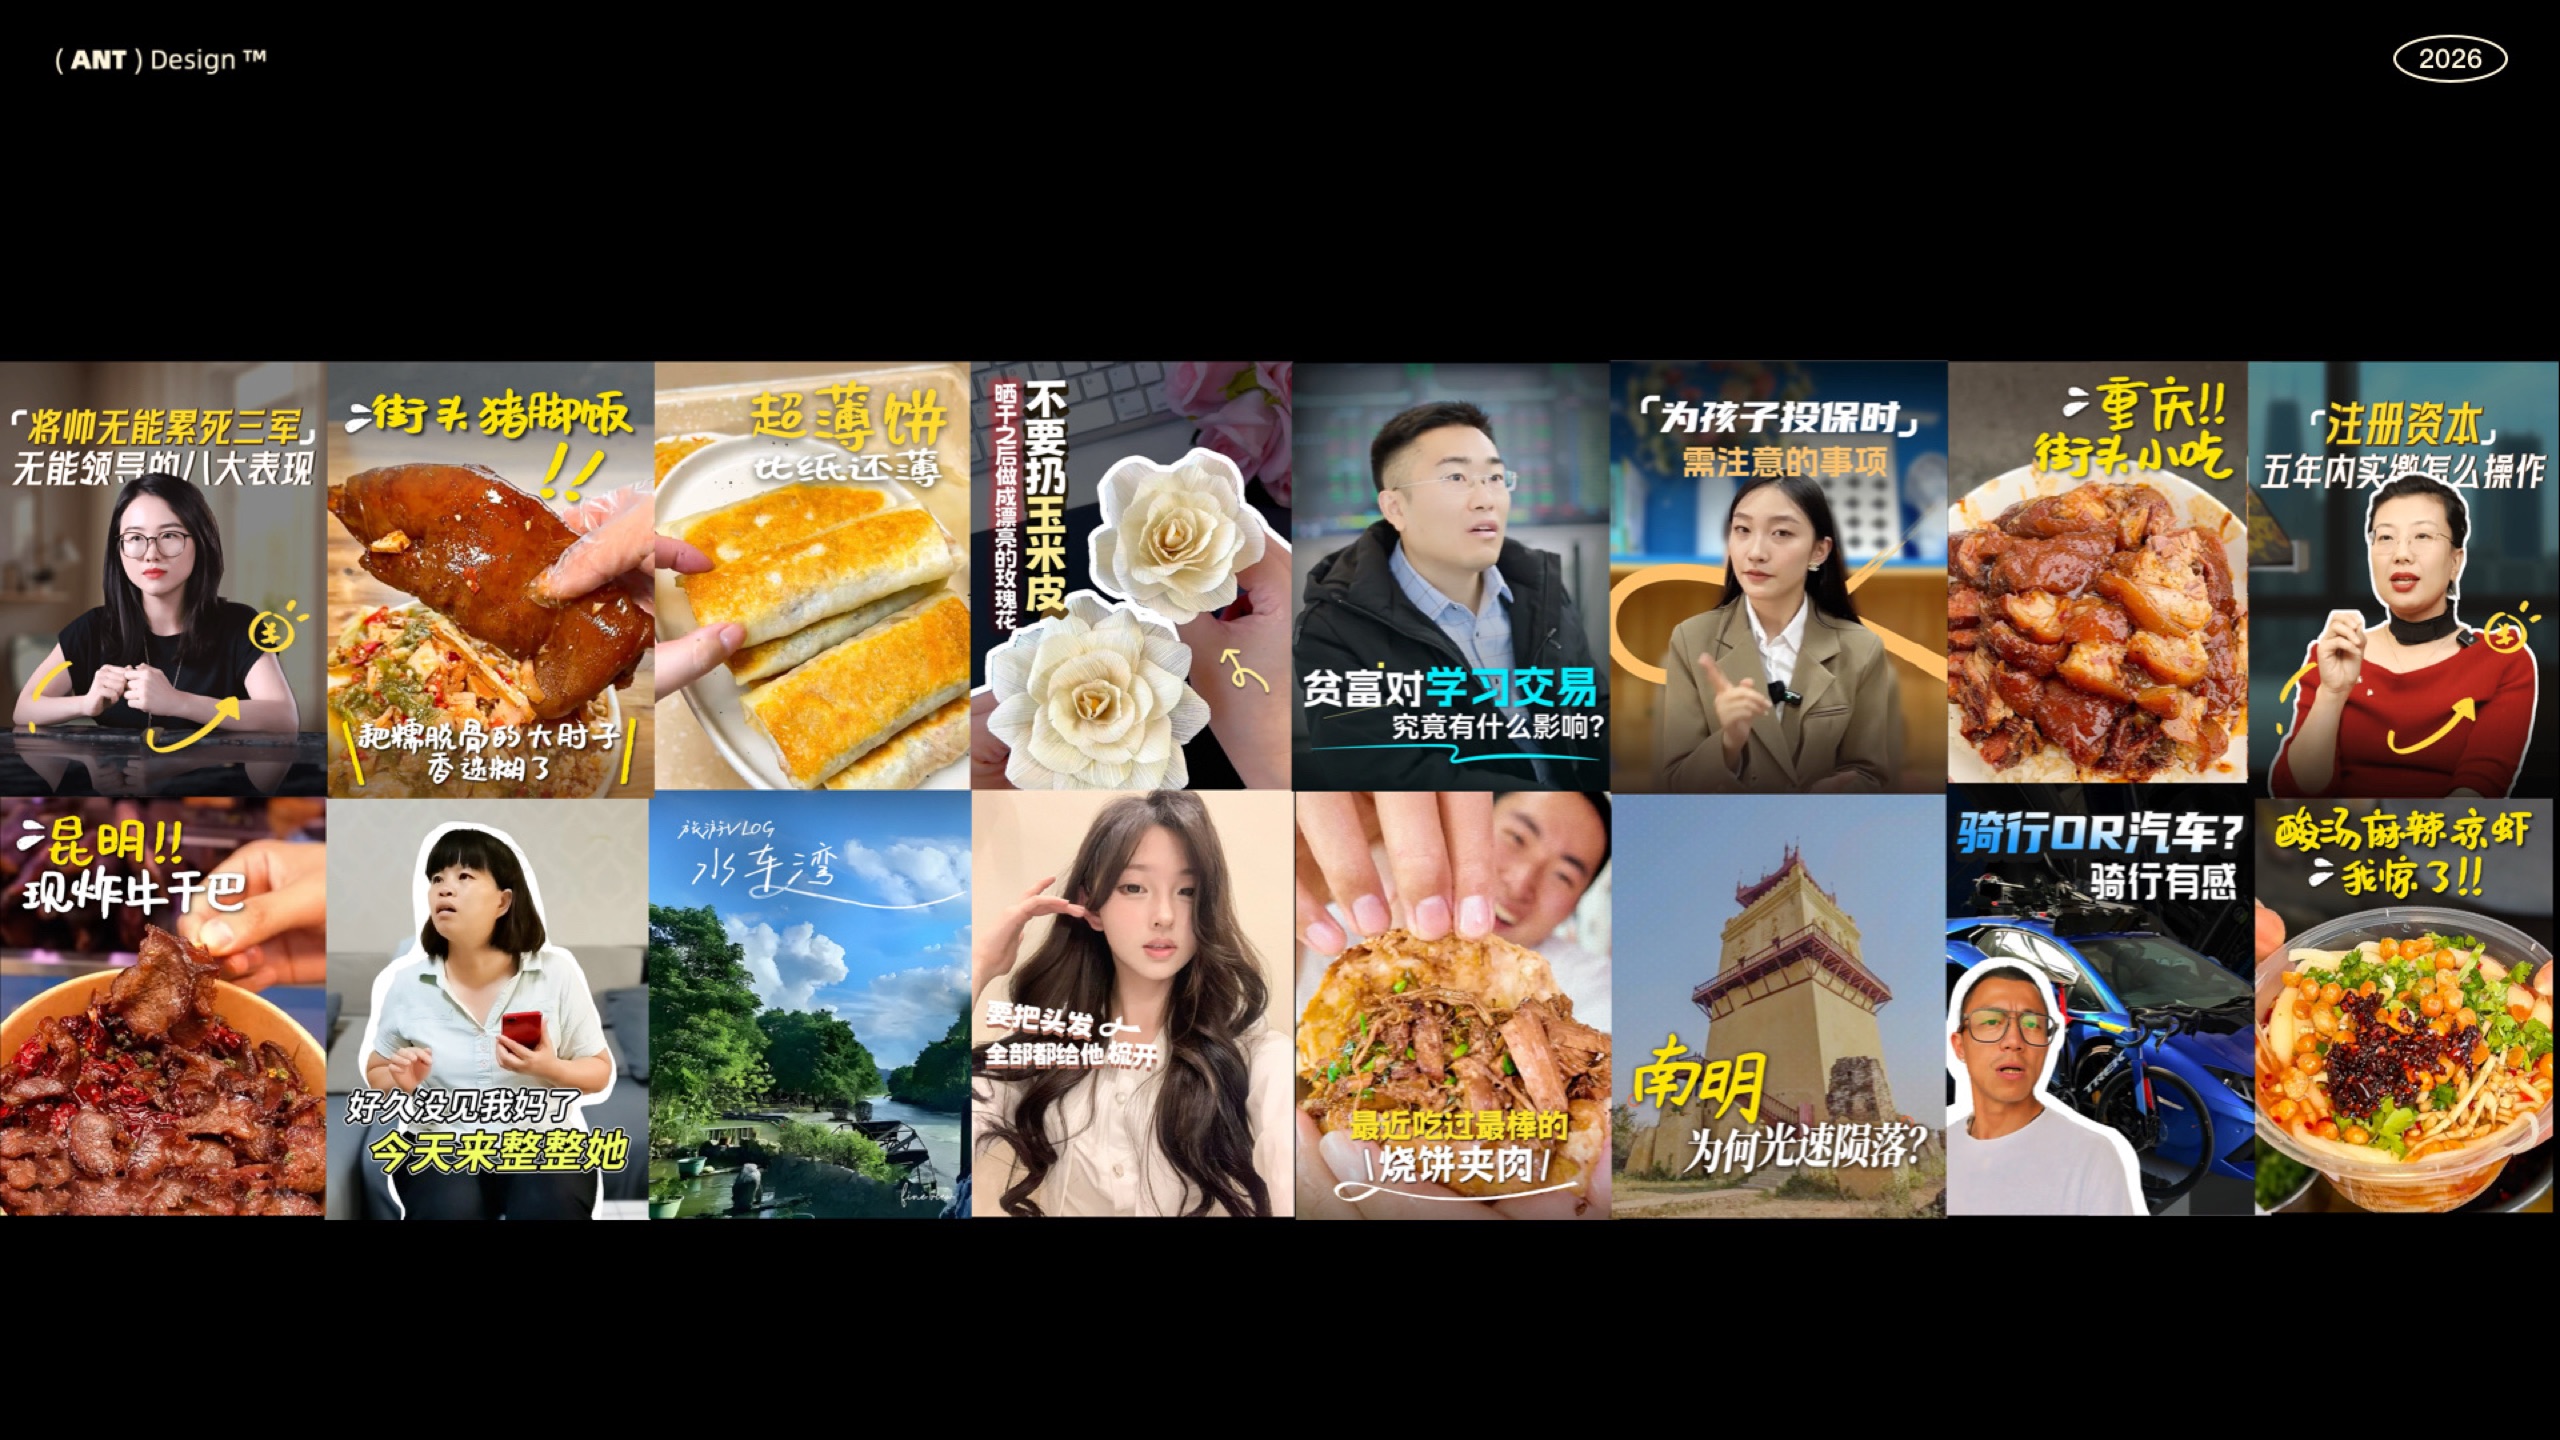 ( ANT ) Design ™
2026
「将帅无能累死三军」
无能领导的八大表现
街头猪脚饭
!!
耙糯脱骨的大肘子
香迷糊了
超薄饼
比纸还薄
不要扔玉米皮
晒干之后做成漂亮的玫瑰花
贫富对学习交易
究竟有什么影响?
「为孩子投保时」
需注意的事项
重庆!!
街头小吃
「注册资本」
五年内实缴怎么操作
昆明!!
现炸牛干巴
好久没见我妈了
今天来整整她
旅游VLOG
水车湾
fine view
要把头发
全部都给他梳开
最近吃过最棒的
\烧饼夹肉/
南明
为何光速陨落?
骑行OR汽车?
骑行有感
TREK
酸汤麻辣凉虾
我惊了!!